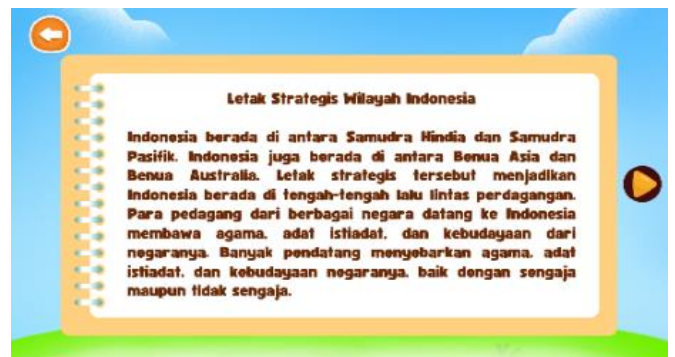 Letak Strategis Wilayah Indonesia
Indonesia berada di antara Samudra Hindia dan Samudra
Pasifik. Indonesia juga berada di antara Benua Asia dan
Benua Australia. Letak strategis tersebut menjadikan
Indonesia berada di tengah-tengah lalu lintas perdagangan.
Para pedagang dari berbagai negara datang ke Indonesia
membawa agama, adat istiadat, dan kebudayaan dari
negaranya. Banyak pendatang menyebarkan agama, adat
istiadat, dan kebudayaan negaranya, baik dengan sengaja
maupun tidak sengaja.